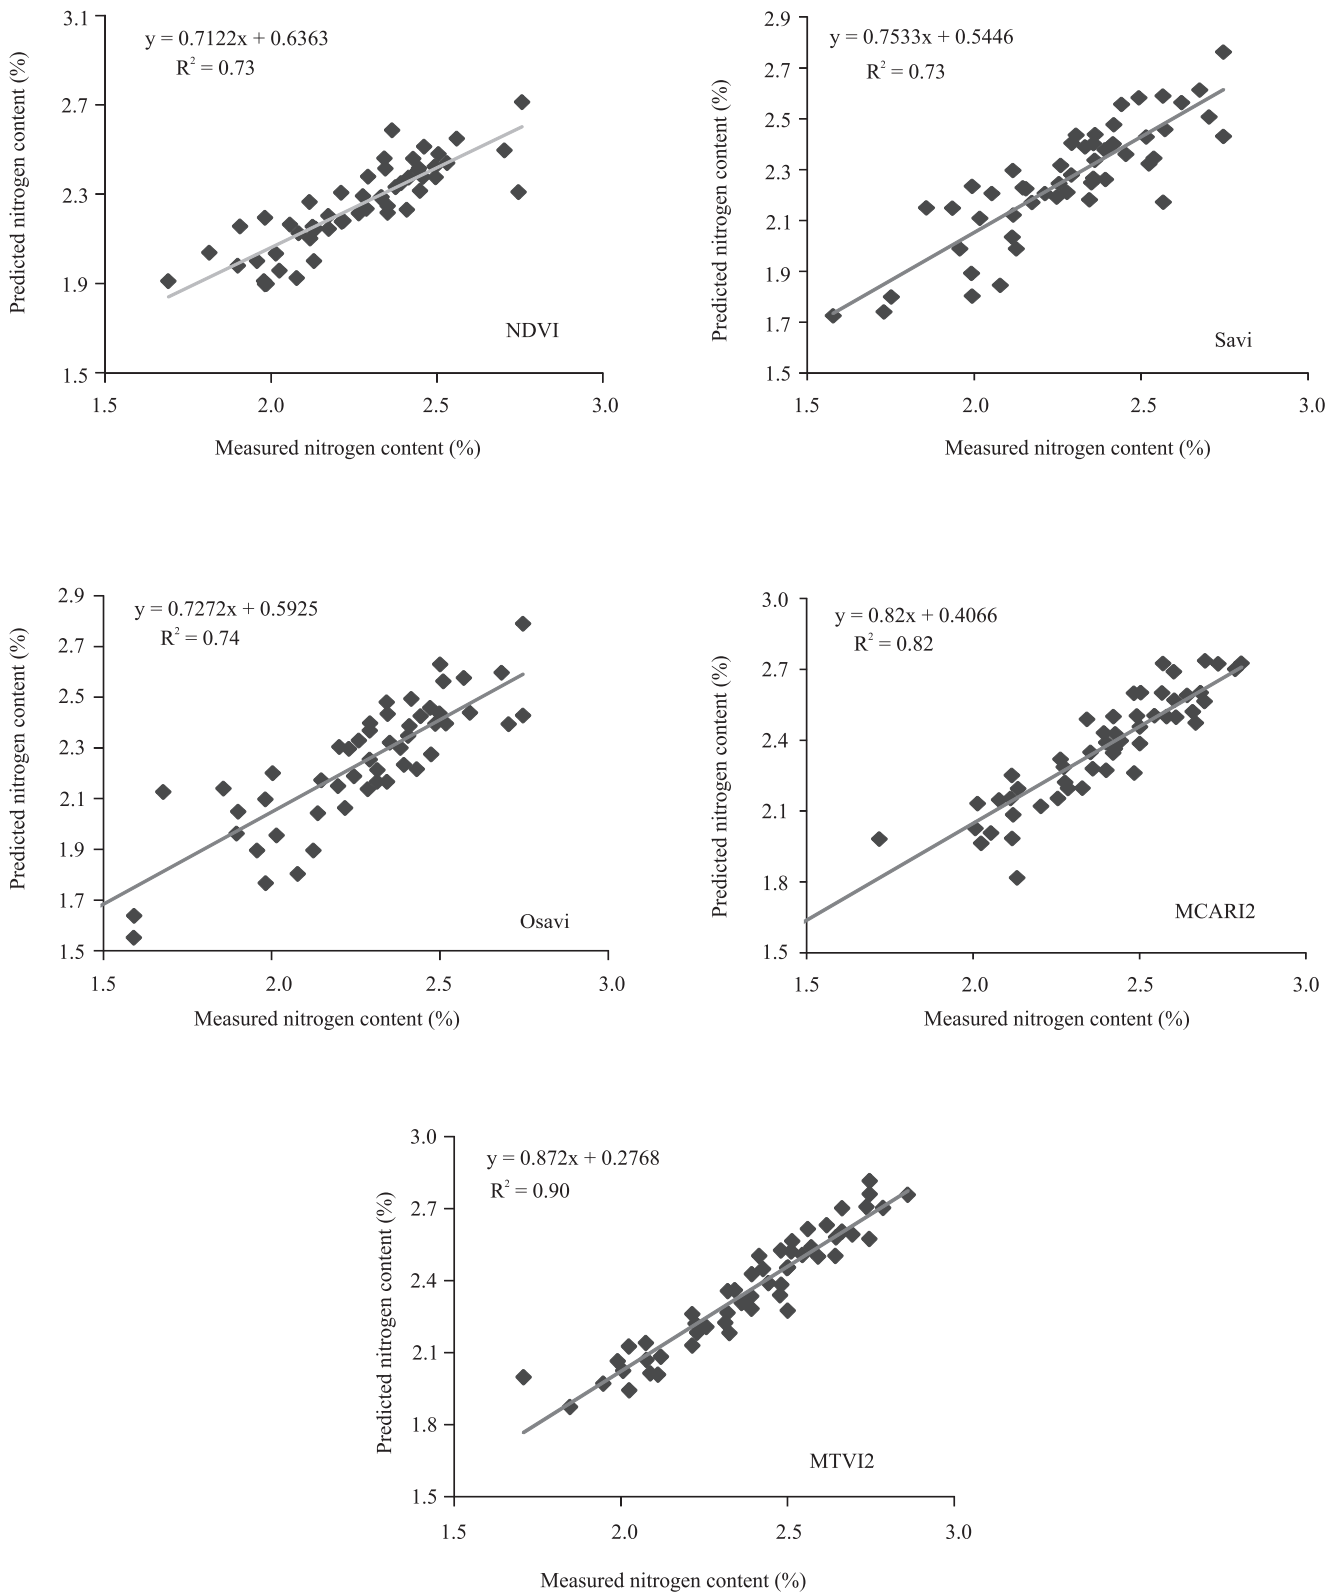 3.1
y = 0.7122x + 0.6363
R² = 0.73
2.7
2.3
1.9
1.5
NDVI
1.5 2.0 2.5 3.0
Measured nitrogen content (%)
Predicted nitrogen content (%)
2.9
y = 0.7533x + 0.5446
R² = 0.73
2.7
2.5
2.3
2.1
1.9
1.7
1.5
Savi
1.5 2.0 2.5 3.0
Measured nitrogen content (%)
Predicted nitrogen content (%)
2.9
y = 0.7272x + 0.5925
R² = 0.74
2.7
2.5
2.3
2.1
1.9
1.7
1.5
Osavi
1.5 2.0 2.5 3.0
Measured nitrogen content (%)
Predicted nitrogen content (%)
3.0
y = 0.82x + 0.4066
R² = 0.82
2.7
2.4
2.1
1.8
1.5
MCARI2
1.5 2.0 2.5 3.0
Measured nitrogen content (%)
Predicted nitrogen content (%)
3.0
y = 0.872x + 0.2768
R² = 0.90
2.7
2.4
2.1
1.8
1.5
MTVI2
1.5 2.0 2.5 3.0
Measured nitrogen content (%)
Predicted nitrogen content (%)